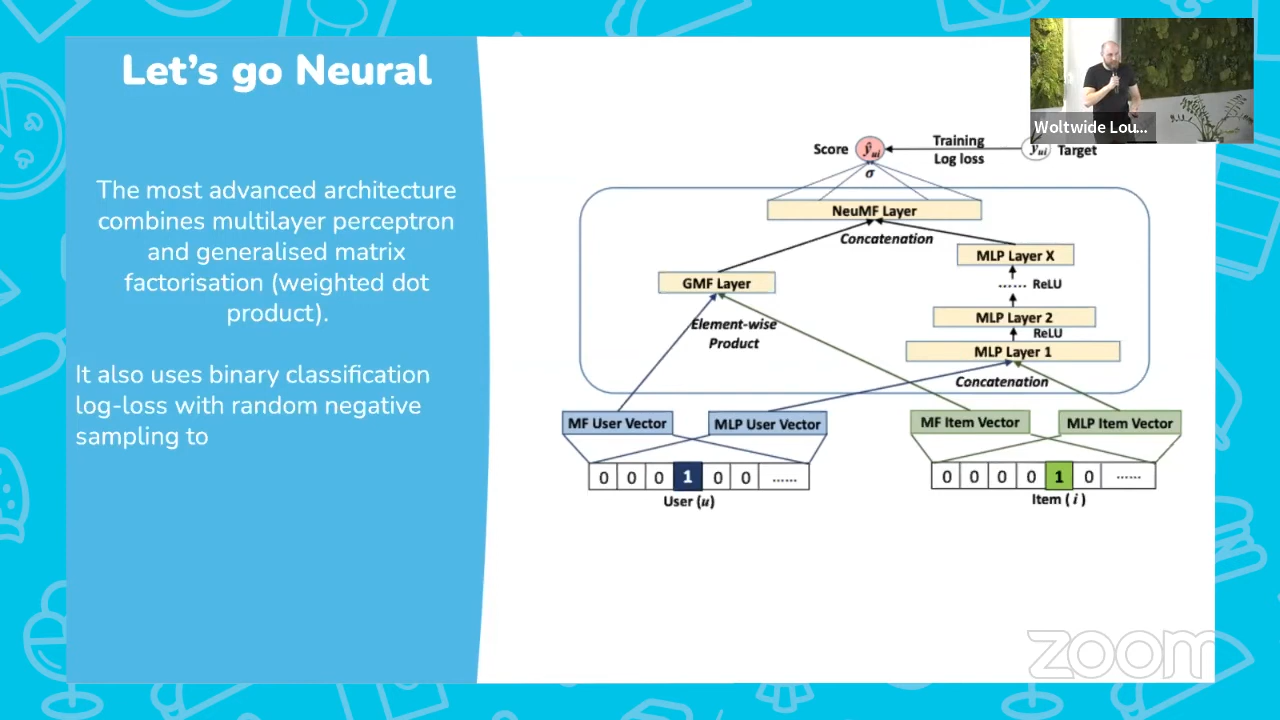 Let's go Neural
The most advanced architecture
combines multilayer perceptron
and generalised matrix
factorisation (weighted dot
product).
It also uses binary classification
log-loss with random negative
sampling to
Woltwide Lou...
Score
ŷui
Training
Log loss
yui
Target
σ
NeuMF Layer
Concatenation
MLP Layer X
GMF Layer
...... ReLU
Element-wise
Product
MLP Layer 2
ReLU
MLP Layer 1
Concatenation
MF User Vector
MLP User Vector
MF Item Vector
MLP Item Vector
0 0 0 1 0 0 ......
0 0 0 0 1 0 ......
User (u)
Item ( i )
zoom